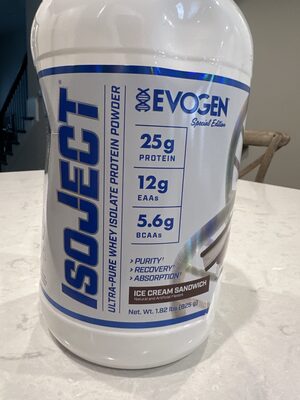 ISOJECT
ULTRA-PURE WHEY ISOLATE PROTEIN POWDER
EVOGEN
Special Edition
25g
PROTEIN
12g
EAAs
5.6g
BCAAs
> PURITY
> RECOVERY
> ABSORPTION
ICE CREAM SANDWICH
Natural and Artificial Flavors
Net. Wt. 1.82 lbs (825 g)